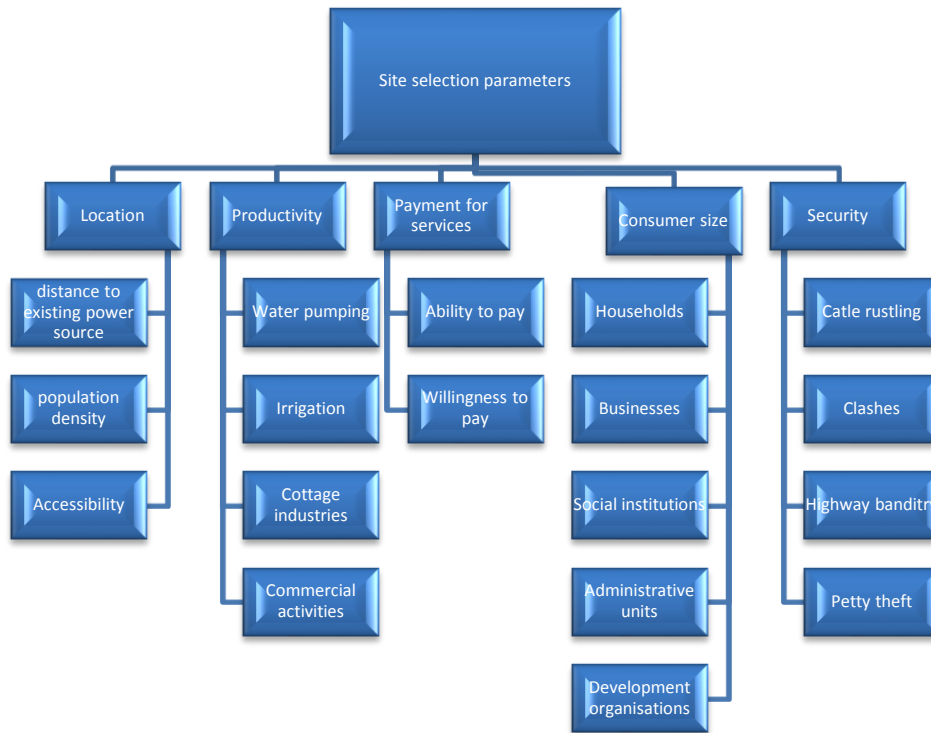 Site selection parameters
Location
distance to
existing power
source
population
density
Accessibility
Productivity
Water pumping
Irrigation
Cottage
industries
Commercial
activities
Payment for
services
Ability to pay
Willingness to
pay
Consumer size
Households
Businesses
Social institutions
Administrative
units
Development
organisations
Security
Catle rustling
Clashes
Highway banditry
Petty theft